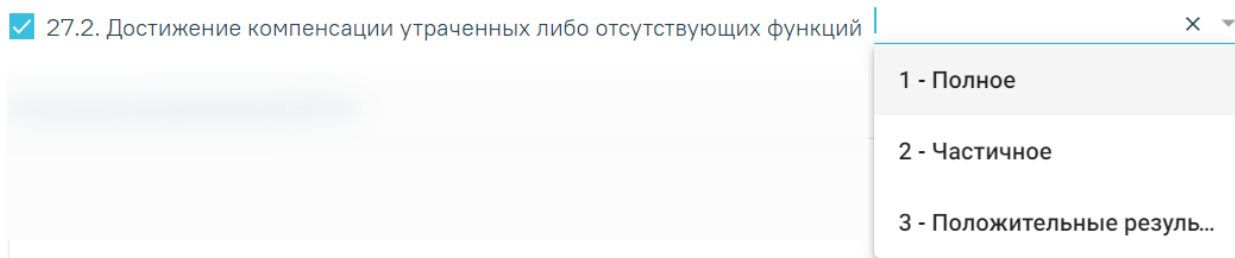 27.2. Достижение компенсации утраченных либо отсутствующих функций
1 - Полное
2 - Частичное
3 - Положительные резуль...